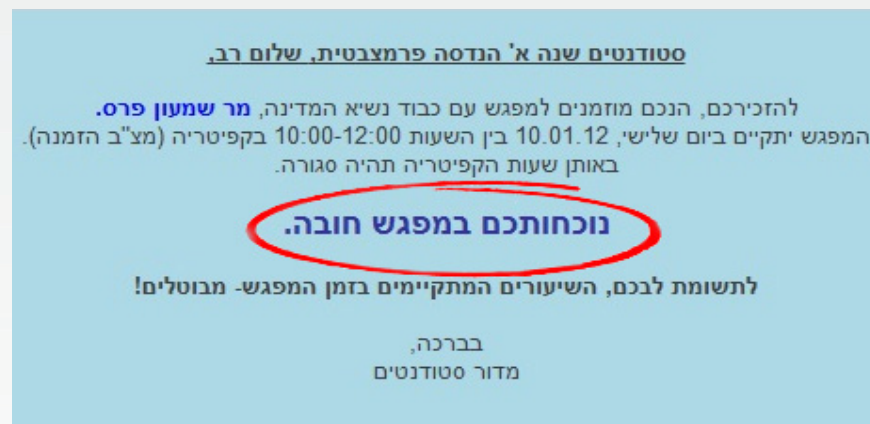 סטודנטים שנה א' הנדסה פרמצבטית, שלום רב,
להזכירכם, הנכם מוזמנים למפגש עם כבוד נשיא המדינה, מר שמעון פרס.
המפגש יתקיים ביום שלישי, 10.01.12 בין השעות 10:00-12:00 בקפיטריה (מצ"ב הזמנה).
באותן שעות הקפיטריה תהיה סגורה.
נוכחותכם במפגש חובה.
לתשומת לבכם, השיעורים המתקיימים בזמן המפגש- מבוטלים!
בברכה,
מדור סטודנטים